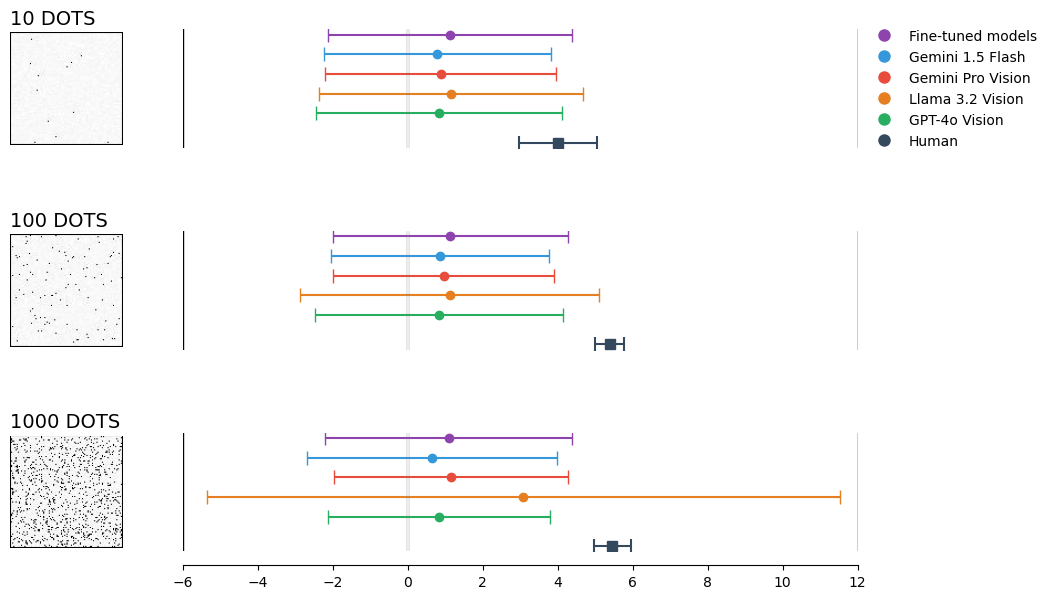 10 DOTS
Fine-tuned models
Gemini 1.5 Flash
Gemini Pro Vision
Llama 3.2 Vision
GPT-4o Vision
Human
100 DOTS
1000 DOTS
−6 −4 −2 0 2 4 6 8 10 12